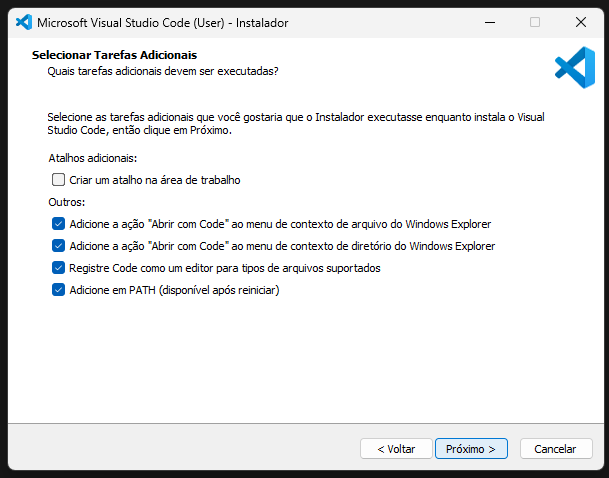 Microsoft Visual Studio Code (User) - Instalador
Selecionar Tarefas Adicionais
Quais tarefas adicionais devem ser executadas?
Selecione as tarefas adicionais que você gostaria que o Instalador executasse enquanto instala o Visual
Studio Code, então clique em Próximo.
Atalhos adicionais:
Criar um atalho na área de trabalho
Outros:
Adicione a ação "Abrir com Code" ao menu de contexto de arquivo do Windows Explorer
Adicione a ação "Abrir com Code" ao menu de contexto de diretório do Windows Explorer
Registre Code como um editor para tipos de arquivos suportados
Adicione em PATH (disponível após reiniciar)
< Voltar Próximo > Cancelar